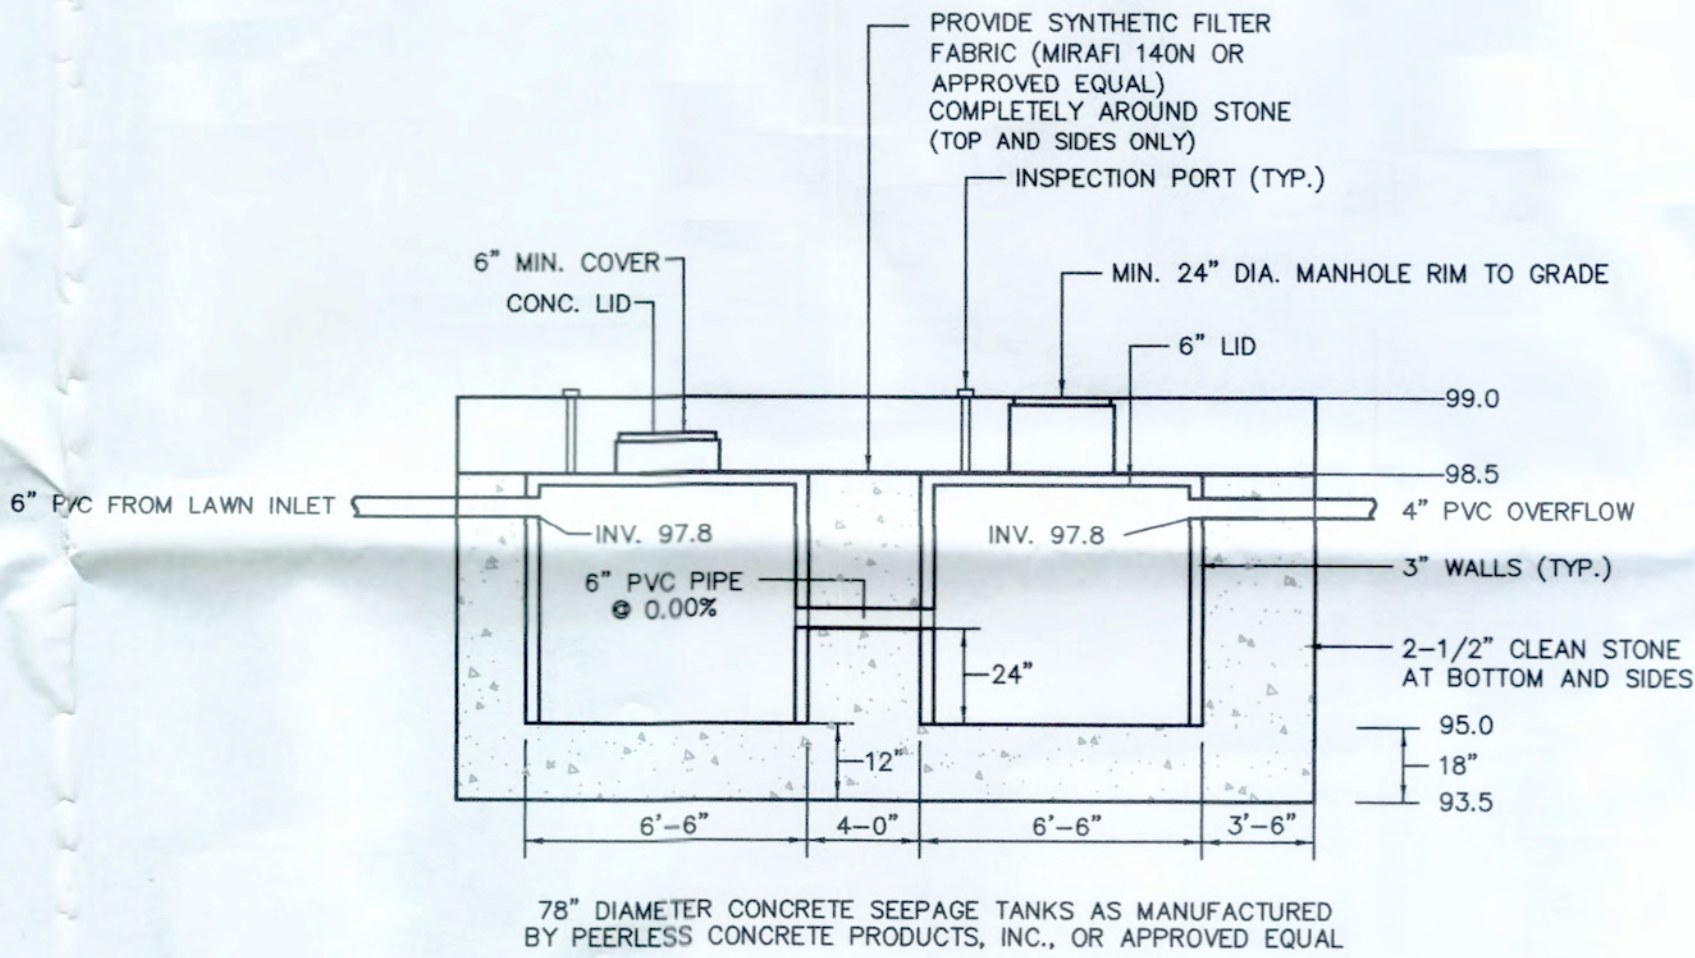 PROVIDE SYNTHETIC FILTER
FABRIC (MIRAFI 140N OR
APPROVED EQUAL)
COMPLETELY AROUND STONE
(TOP AND SIDES ONLY)
INSPECTION PORT (TYP.)
6" MIN. COVER
MIN. 24" DIA. MANHOLE RIM TO GRADE
CONC. LID
6" LID
99.0
98.5
6" PVC FROM LAWN INLET
4" PVC OVERFLOW
INV. 97.8
INV. 97.8
3" WALLS (TYP.)
6" PVC PIPE
@ 0.00%
2-1/2" CLEAN STONE
AT BOTTOM AND SIDES
24"
95.0
12"
18"
93.5
6'-6"
4-0"
6'-6"
3'-6"
78" DIAMETER CONCRETE SEEPAGE TANKS AS MANUFACTURED
BY PEERLESS CONCRETE PRODUCTS, INC., OR APPROVED EQUAL